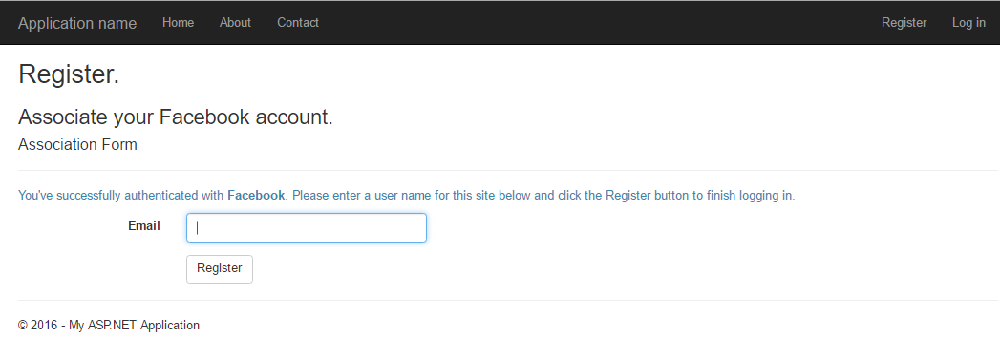 Application name Home About Contact Register Log in
Register.
Associate your Facebook account.
Association Form
You've successfully authenticated with Facebook. Please enter a user name for this site below and click the Register button to finish logging in.
Email
Register
© 2016 - My ASP.NET Application